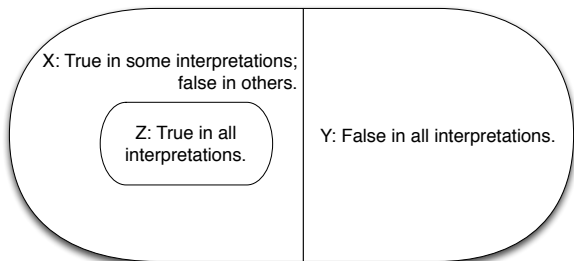 X: True in some interpretations;
false in others.
Z: True in all
interpretations.
Y: False in all interpretations.